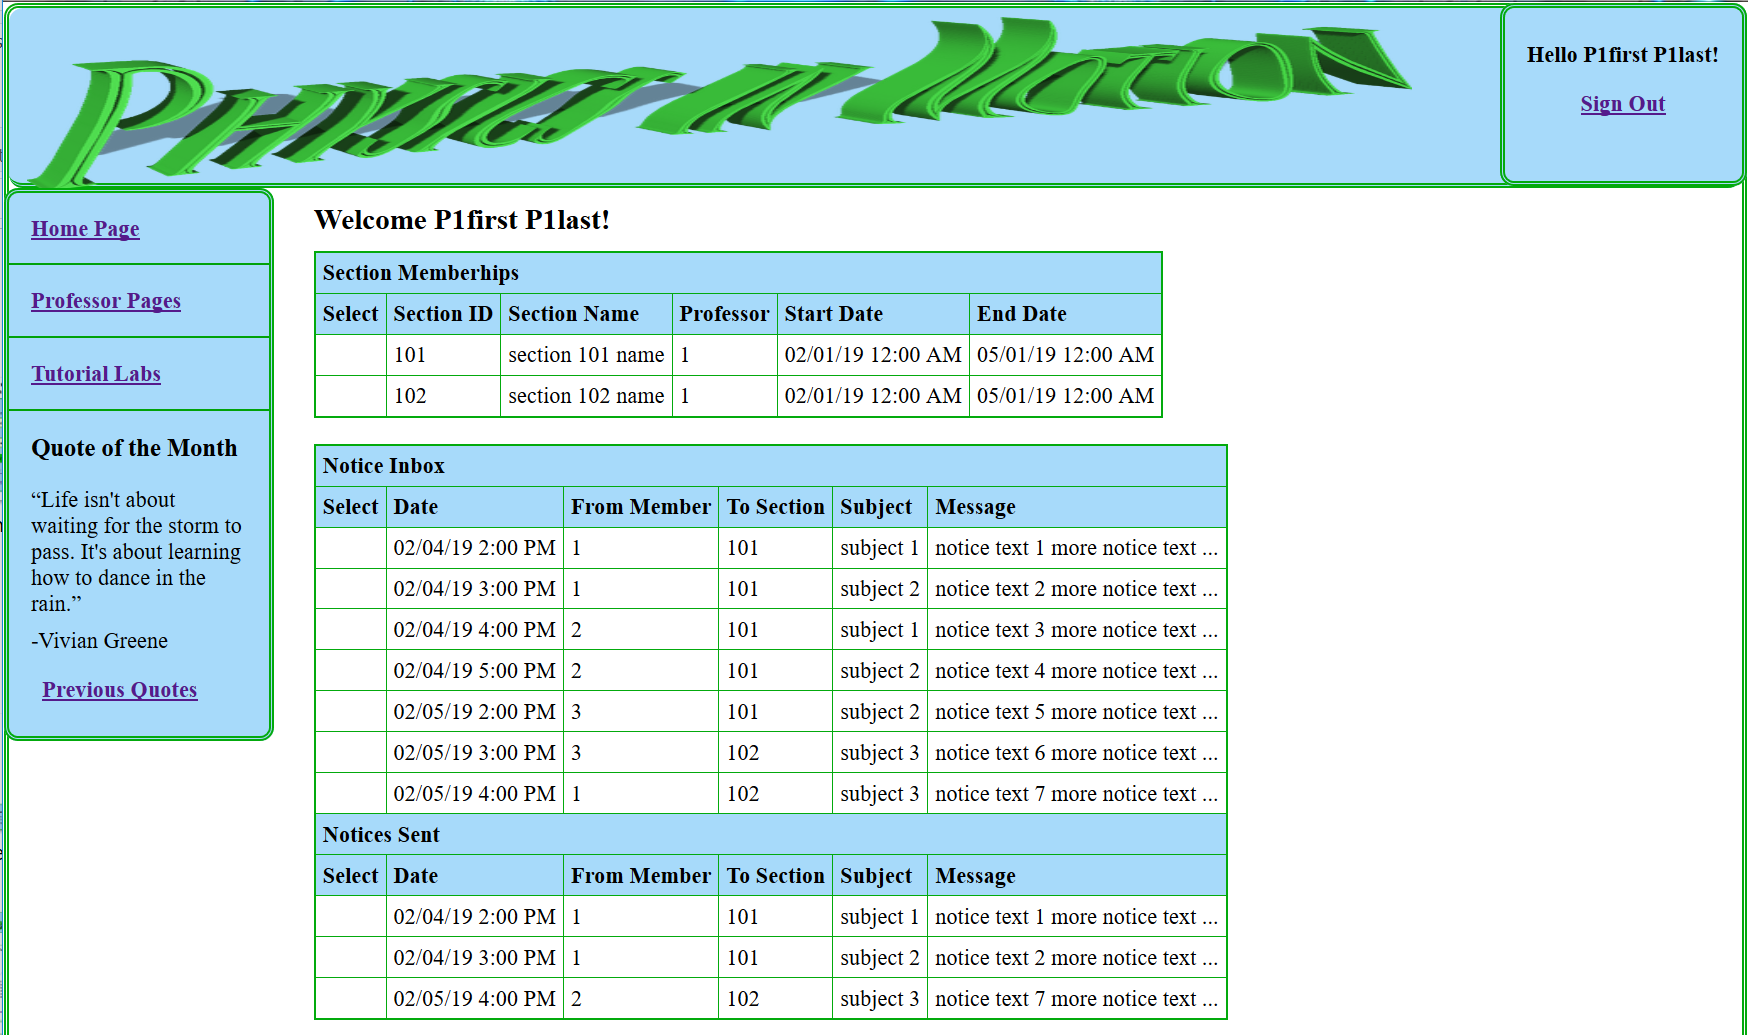 Physics in Motion
Hello P1first P1last!
Sign Out
Home Page
Professor Pages
Tutorial Labs
Quote of the Month
“Life isn't about
waiting for the storm to
pass. It's about learning
how to dance in the
rain.”
-Vivian Greene
Previous Quotes
Welcome P1first P1last!
Section Memberhips
Select Section ID Section Name Professor Start Date End Date
101 section 101 name 1 02/01/19 12:00 AM 05/01/19 12:00 AM
102 section 102 name 1 02/01/19 12:00 AM 05/01/19 12:00 AM
Notice Inbox
Select Date From Member To Section Subject Message
02/04/19 2:00 PM 1 101 subject 1 notice text 1 more notice text ...
02/04/19 3:00 PM 1 101 subject 2 notice text 2 more notice text ...
02/04/19 4:00 PM 2 101 subject 1 notice text 3 more notice text ...
02/04/19 5:00 PM 2 101 subject 2 notice text 4 more notice text ...
02/05/19 2:00 PM 3 101 subject 2 notice text 5 more notice text ...
02/05/19 3:00 PM 3 102 subject 3 notice text 6 more notice text ...
02/05/19 4:00 PM 1 102 subject 3 notice text 7 more notice text ...
Notices Sent
Select Date From Member To Section Subject Message
02/04/19 2:00 PM 1 101 subject 1 notice text 1 more notice text ...
02/04/19 3:00 PM 1 101 subject 2 notice text 2 more notice text ...
02/05/19 4:00 PM 2 102 subject 3 notice text 7 more notice text ...